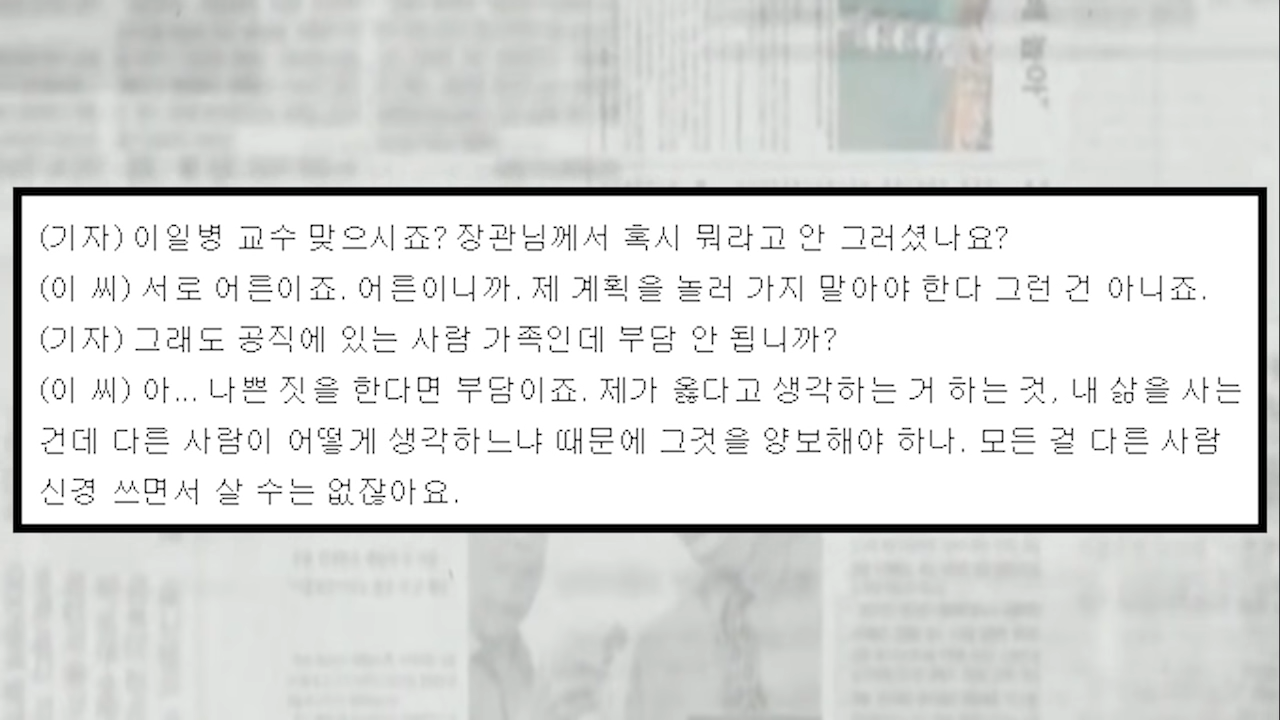 (기자) 이일병 교수 맞으시죠? 장관님께서 혹시 뭐라고 안 그러셨나요?
(이 씨) 서로 어른이죠. 어른이니까. 제 계획을 놀러 가지 말아야 한다 그런 건 아니죠.
(기자) 그래도 공직에 있는 사람 가족인데 부담 안 됩니까?
(이 씨) 아... 나쁜 짓을 한다면 부담이죠. 제가 옳다고 생각하는 거 하는 것, 내 삶을 사는
건데 다른 사람이 어떻게 생각하느냐 때문에 그것을 양보해야 하나. 모든 걸 다른 사람
신경 쓰면서 살 수는 없잖아요.